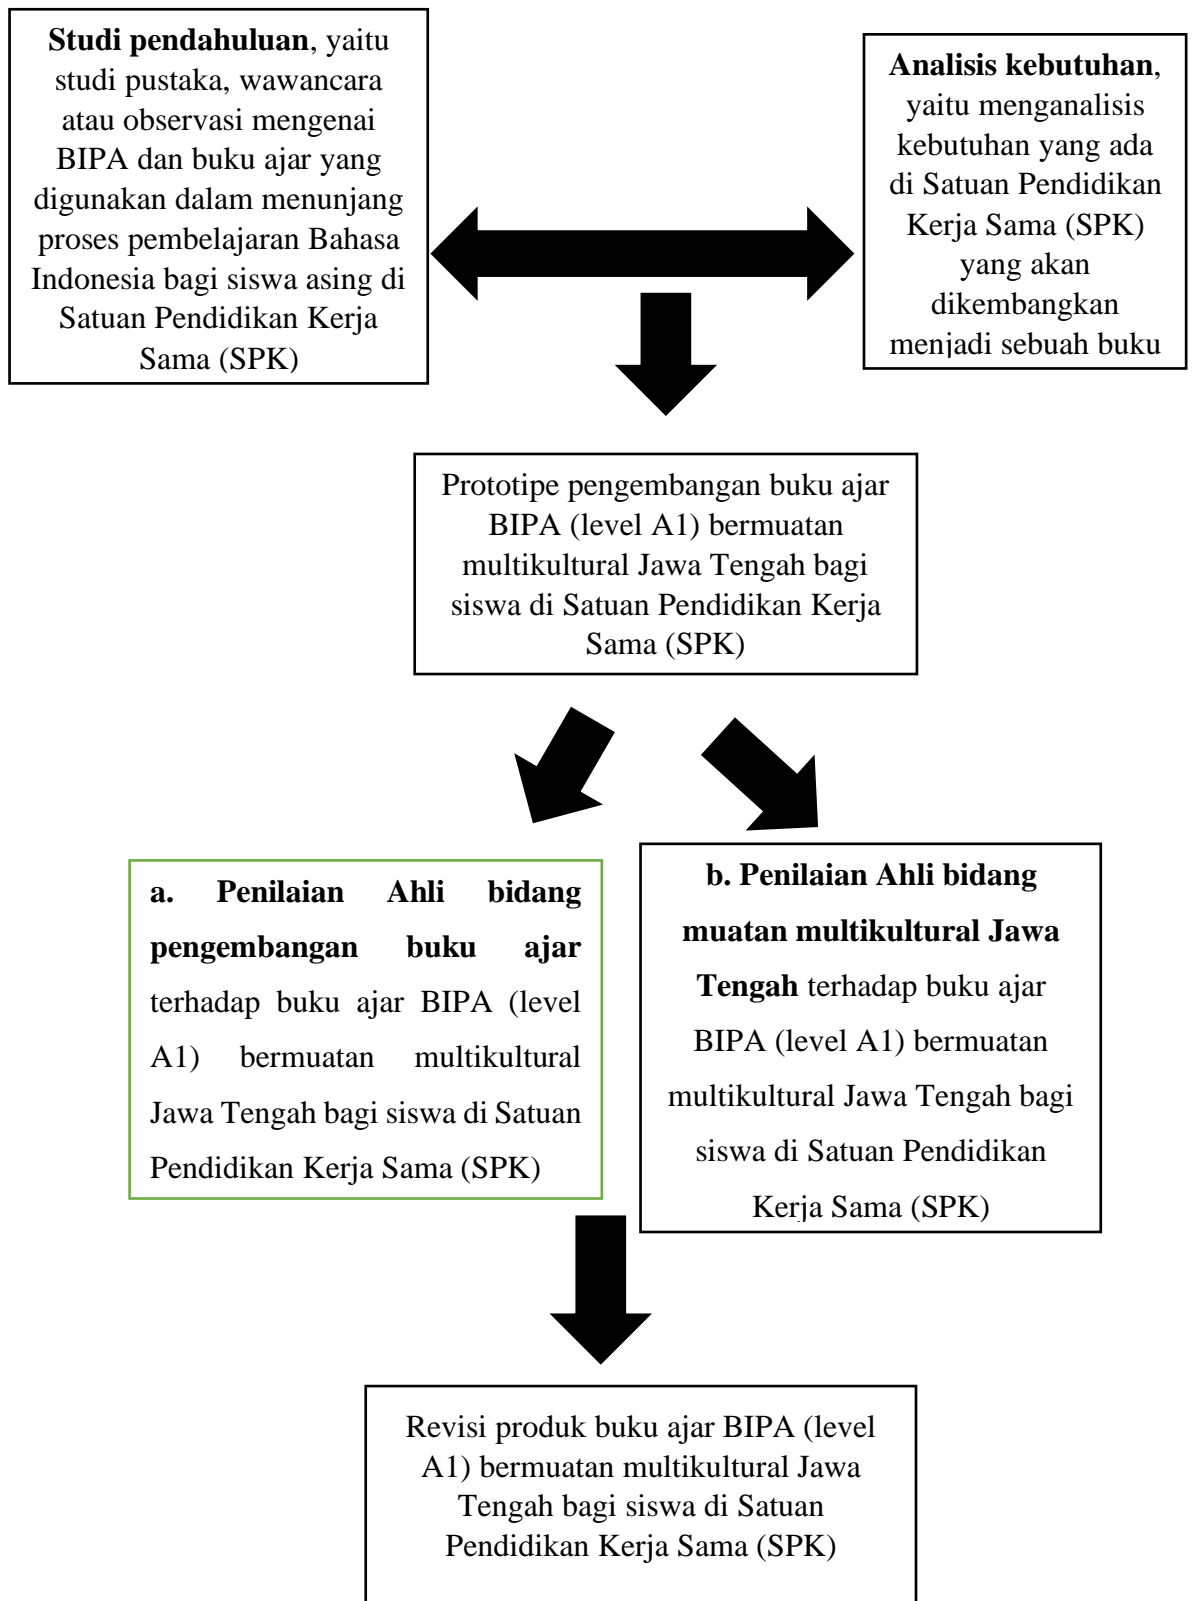 Studi pendahuluan, yaitu
studi pustaka, wawancara
atau observasi mengenai
BIPA dan buku ajar yang
digunakan dalam menunjang
proses pembelajaran Bahasa
Indonesia bagi siswa asing di
Satuan Pendidikan Kerja
Sama (SPK)
Analisis kebutuhan,
yaitu menganalisis
kebutuhan yang ada
di Satuan Pendidikan
Kerja Sama (SPK)
yang akan
dikembangkan
menjadi sebuah buku
Prototipe pengembangan buku ajar
BIPA (level A1) bermuatan
multikultural Jawa Tengah bagi
siswa di Satuan Pendidikan Kerja
Sama (SPK)
a. Penilaian Ahli bidang
pengembangan buku ajar
terhadap buku ajar BIPA (level
A1) bermuatan multikultural
Jawa Tengah bagi siswa di Satuan
Pendidikan Kerja Sama (SPK)
b. Penilaian Ahli bidang
muatan multikultural Jawa
Tengah terhadap buku ajar
BIPA (level A1) bermuatan
multikultural Jawa Tengah bagi
siswa di Satuan Pendidikan
Kerja Sama (SPK)
Revisi produk buku ajar BIPA (level
A1) bermuatan multikultural Jawa
Tengah bagi siswa di Satuan
Pendidikan Kerja Sama (SPK)